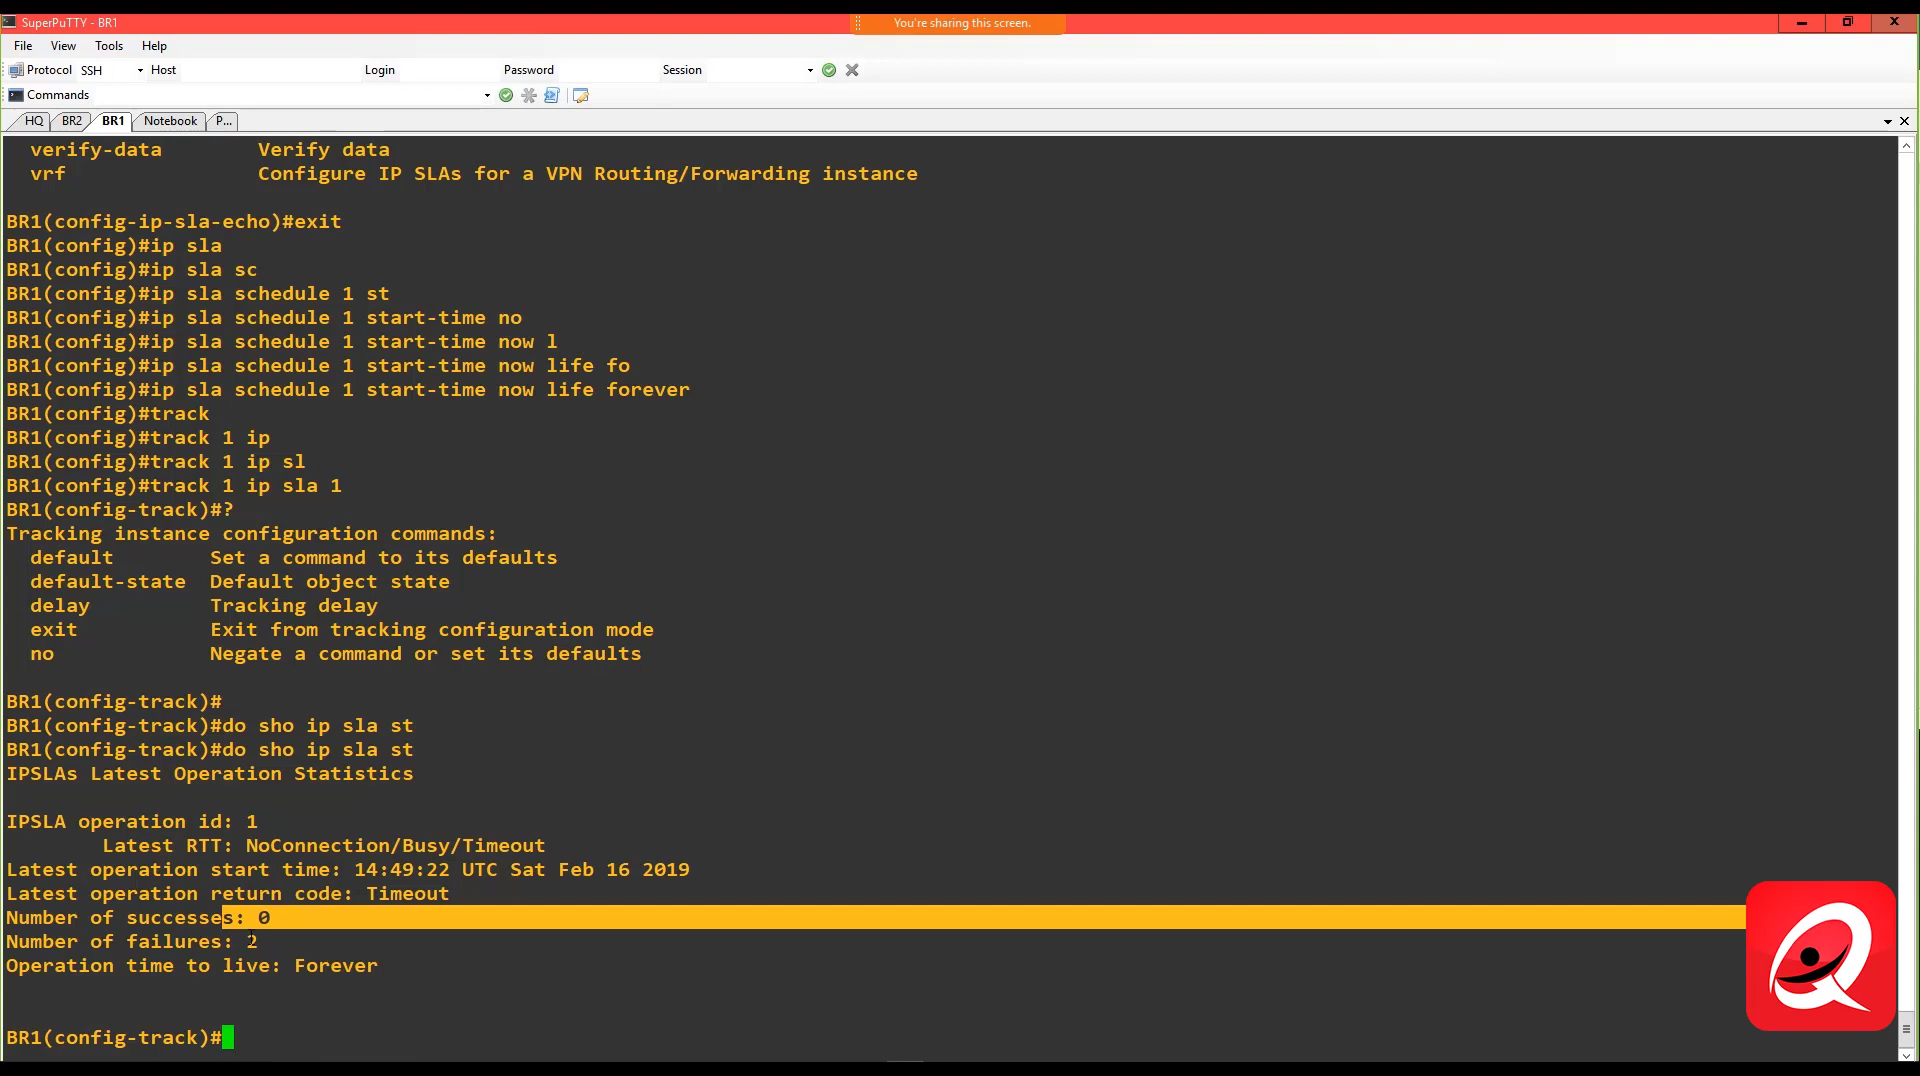 SuperPuTTY - BR1
You're sharing this screen.
File View Tools Help
Protocol SSH Host Login Password Session
Commands
HQ BR2 BR1 Notebook P...
verify-data Verify data
vrf Configure IP SLAs for a VPN Routing/Forwarding instance
BR1(config-ip-sla-echo)#exit
BR1(config)#ip sla
BR1(config)#ip sla sc
BR1(config)#ip sla schedule 1 st
BR1(config)#ip sla schedule 1 start-time no
BR1(config)#ip sla schedule 1 start-time now l
BR1(config)#ip sla schedule 1 start-time now life fo
BR1(config)#ip sla schedule 1 start-time now life forever
BR1(config)#track
BR1(config)#track 1 ip
BR1(config)#track 1 ip sl
BR1(config)#track 1 ip sla 1
BR1(config-track)#?
Tracking instance configuration commands:
default Set a command to its defaults
default-state Default object state
delay Tracking delay
exit Exit from tracking configuration mode
no Negate a command or set its defaults
BR1(config-track)#
BR1(config-track)#do sho ip sla st
BR1(config-track)#do sho ip sla st
IPSLAs Latest Operation Statistics
IPSLA operation id: 1
Latest RTT: NoConnection/Busy/Timeout
Latest operation start time: 14:49:22 UTC Sat Feb 16 2019
Latest operation return code: Timeout
Number of successes: 0
Number of failures: 2
Operation time to live: Forever
BR1(config-track)#